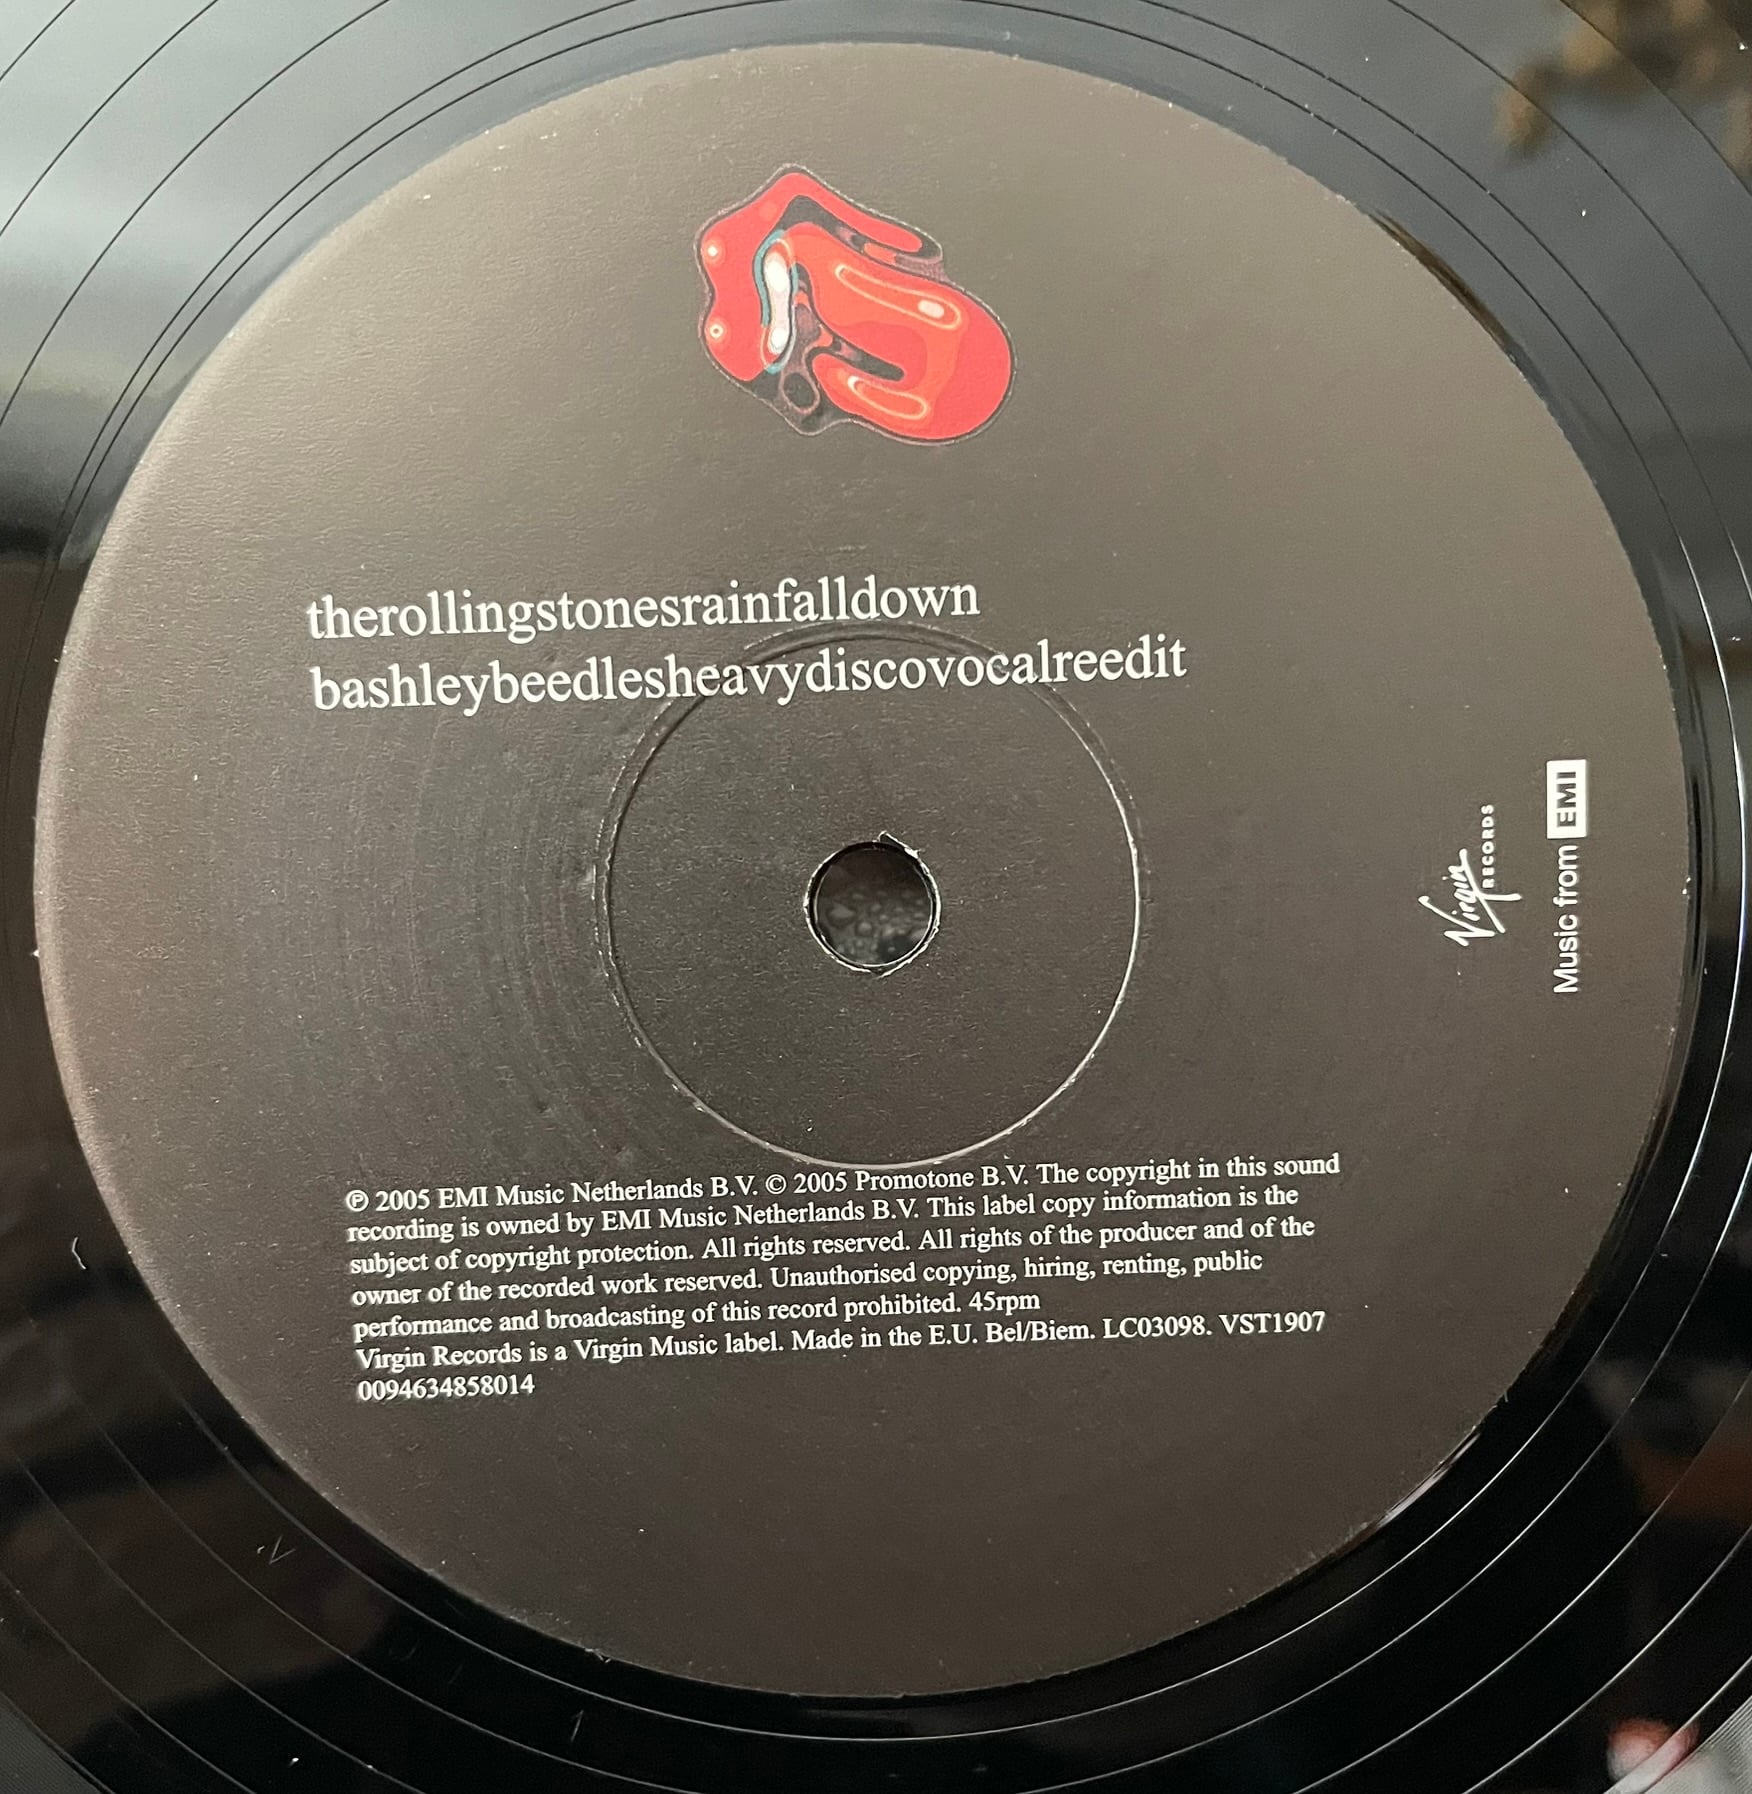 therollingstonesrainfalldown
bashleybeedlesheavydiscovocalreedit
Virgin
RECORDS
Music from EMI
℗ 2005 EMI Music Netherlands B.V. © 2005 Promotone B.V. The copyright in this sound
recording is owned by EMI Music Netherlands B.V. This label copy information is the
subject of copyright protection. All rights reserved. All rights of the producer and of the
owner of the recorded work reserved. Unauthorised copying, hiring, renting, public
performance and broadcasting of this record prohibited. 45rpm
Virgin Records is a Virgin Music label. Made in the E.U. Bel/Biem. LC03098. VST1907
0094634858014